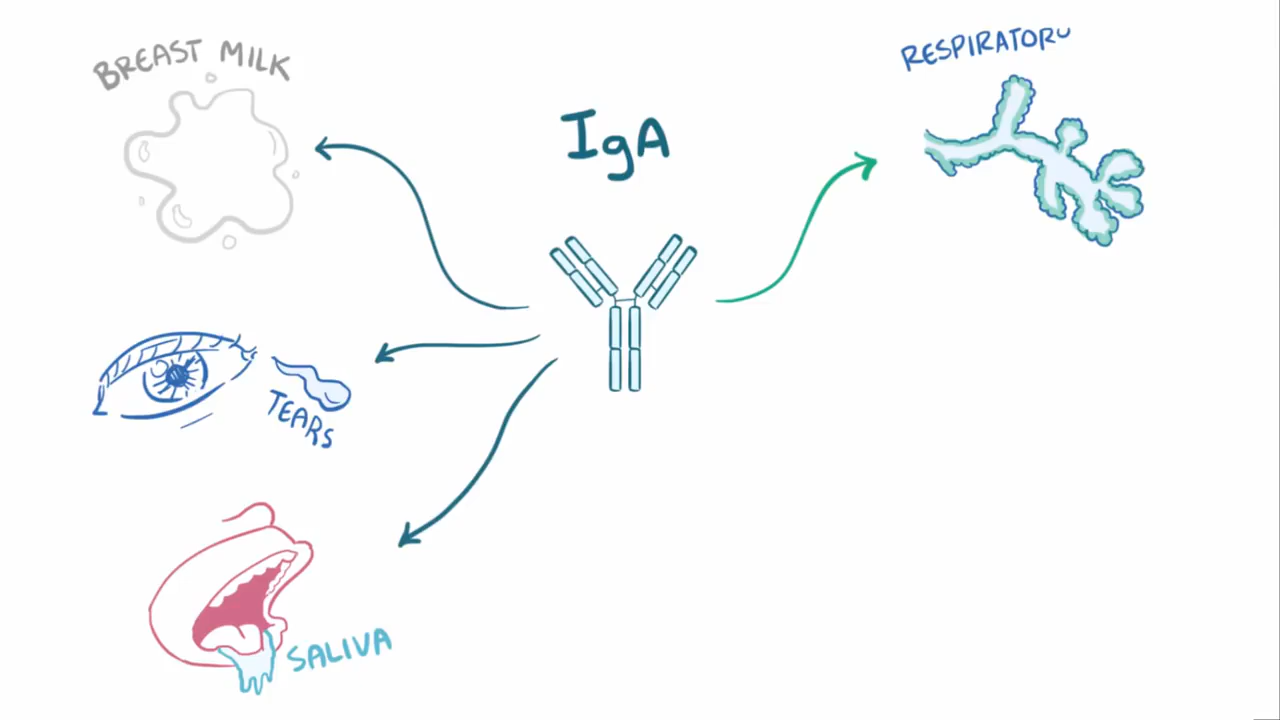 BREAST MILK
IgA
RESPIRATORY
TEARS
SALIVA